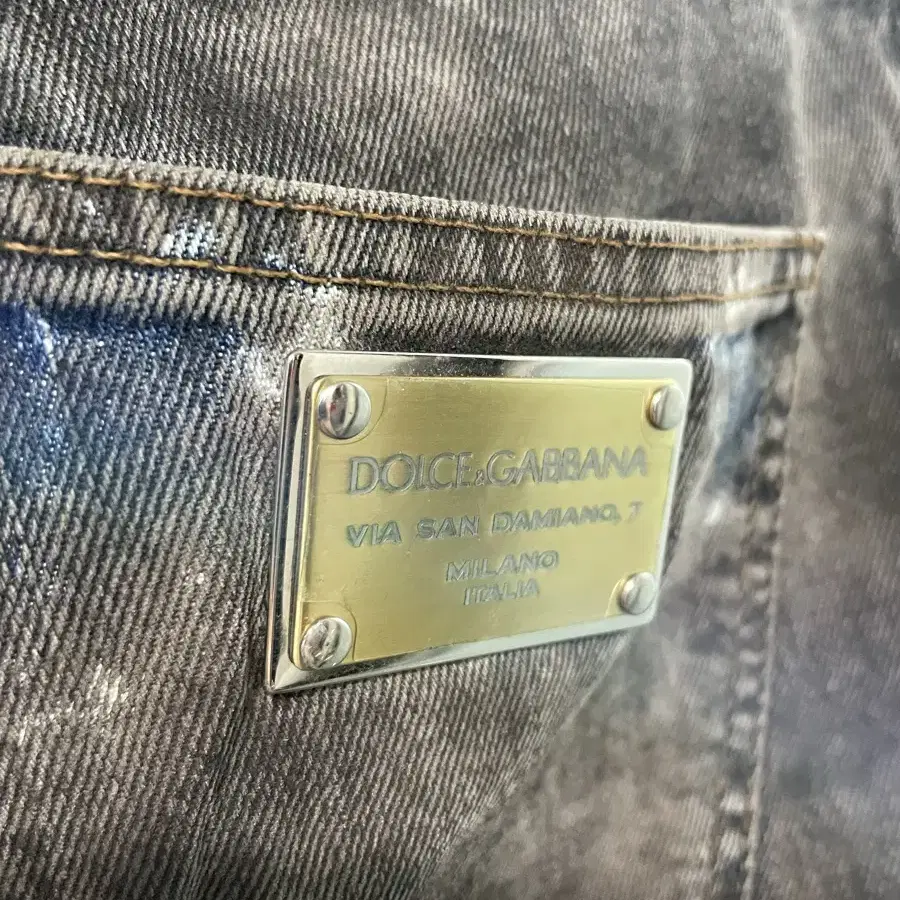 DOLCE&GABBANA
VIA SAN DAMIANO, 7
MILANO
ITALIA